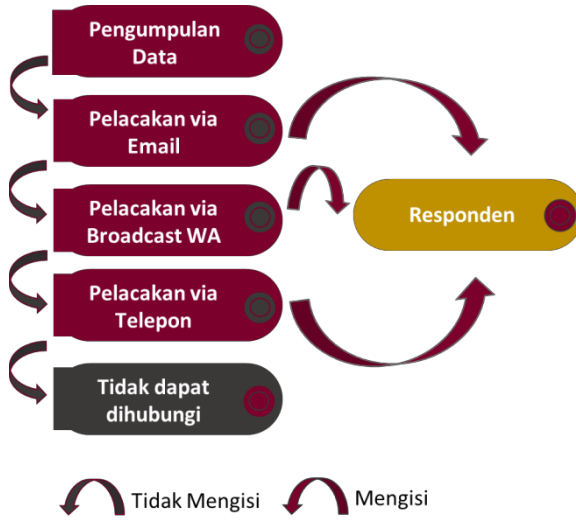 Pengumpulan
Data
Pelacakan via
Email
Pelacakan via
Broadcast WA
Responden
Pelacakan via
Telepon
Tidak dapat
dihubungi
Tidak Mengisi
Mengisi